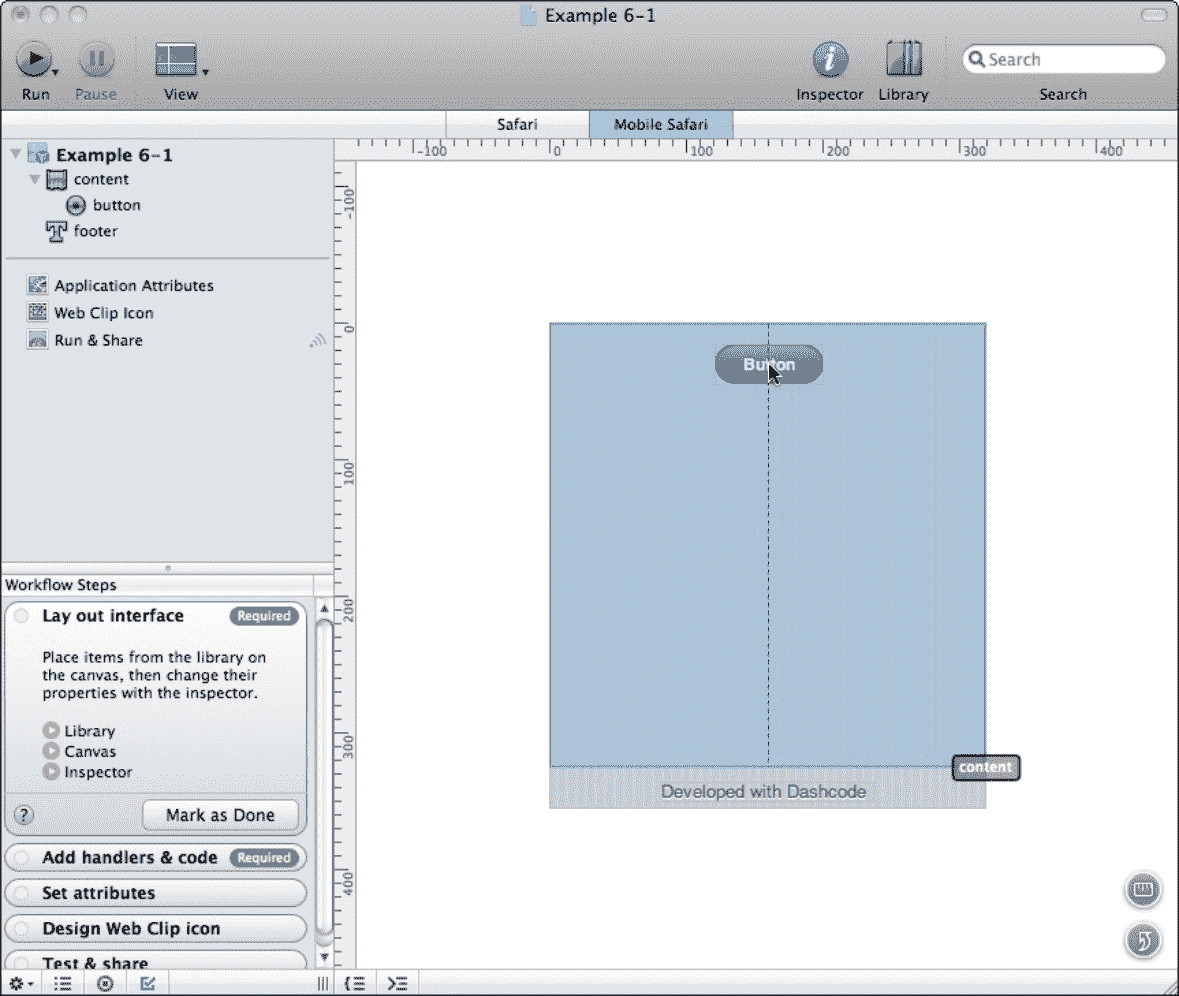 Example 6-1
Run
Pause
View
Inspector
Library
Search
Search
Safari
Mobile Safari
Example 6-1
content
button
footer
Application Attributes
Web Clip Icon
Run & Share
-100
0
100
200
300
400
-100
0
100
200
300
400
Button
content
Developed with Dashcode
Workflow Steps
Lay out interface
Required
Place items from the library on
the canvas, then change their
properties with the inspector.
Library
Canvas
Inspector
?
Mark as Done
Add handlers & code
Required
Set attributes
Design Web Clip icon
Test & share